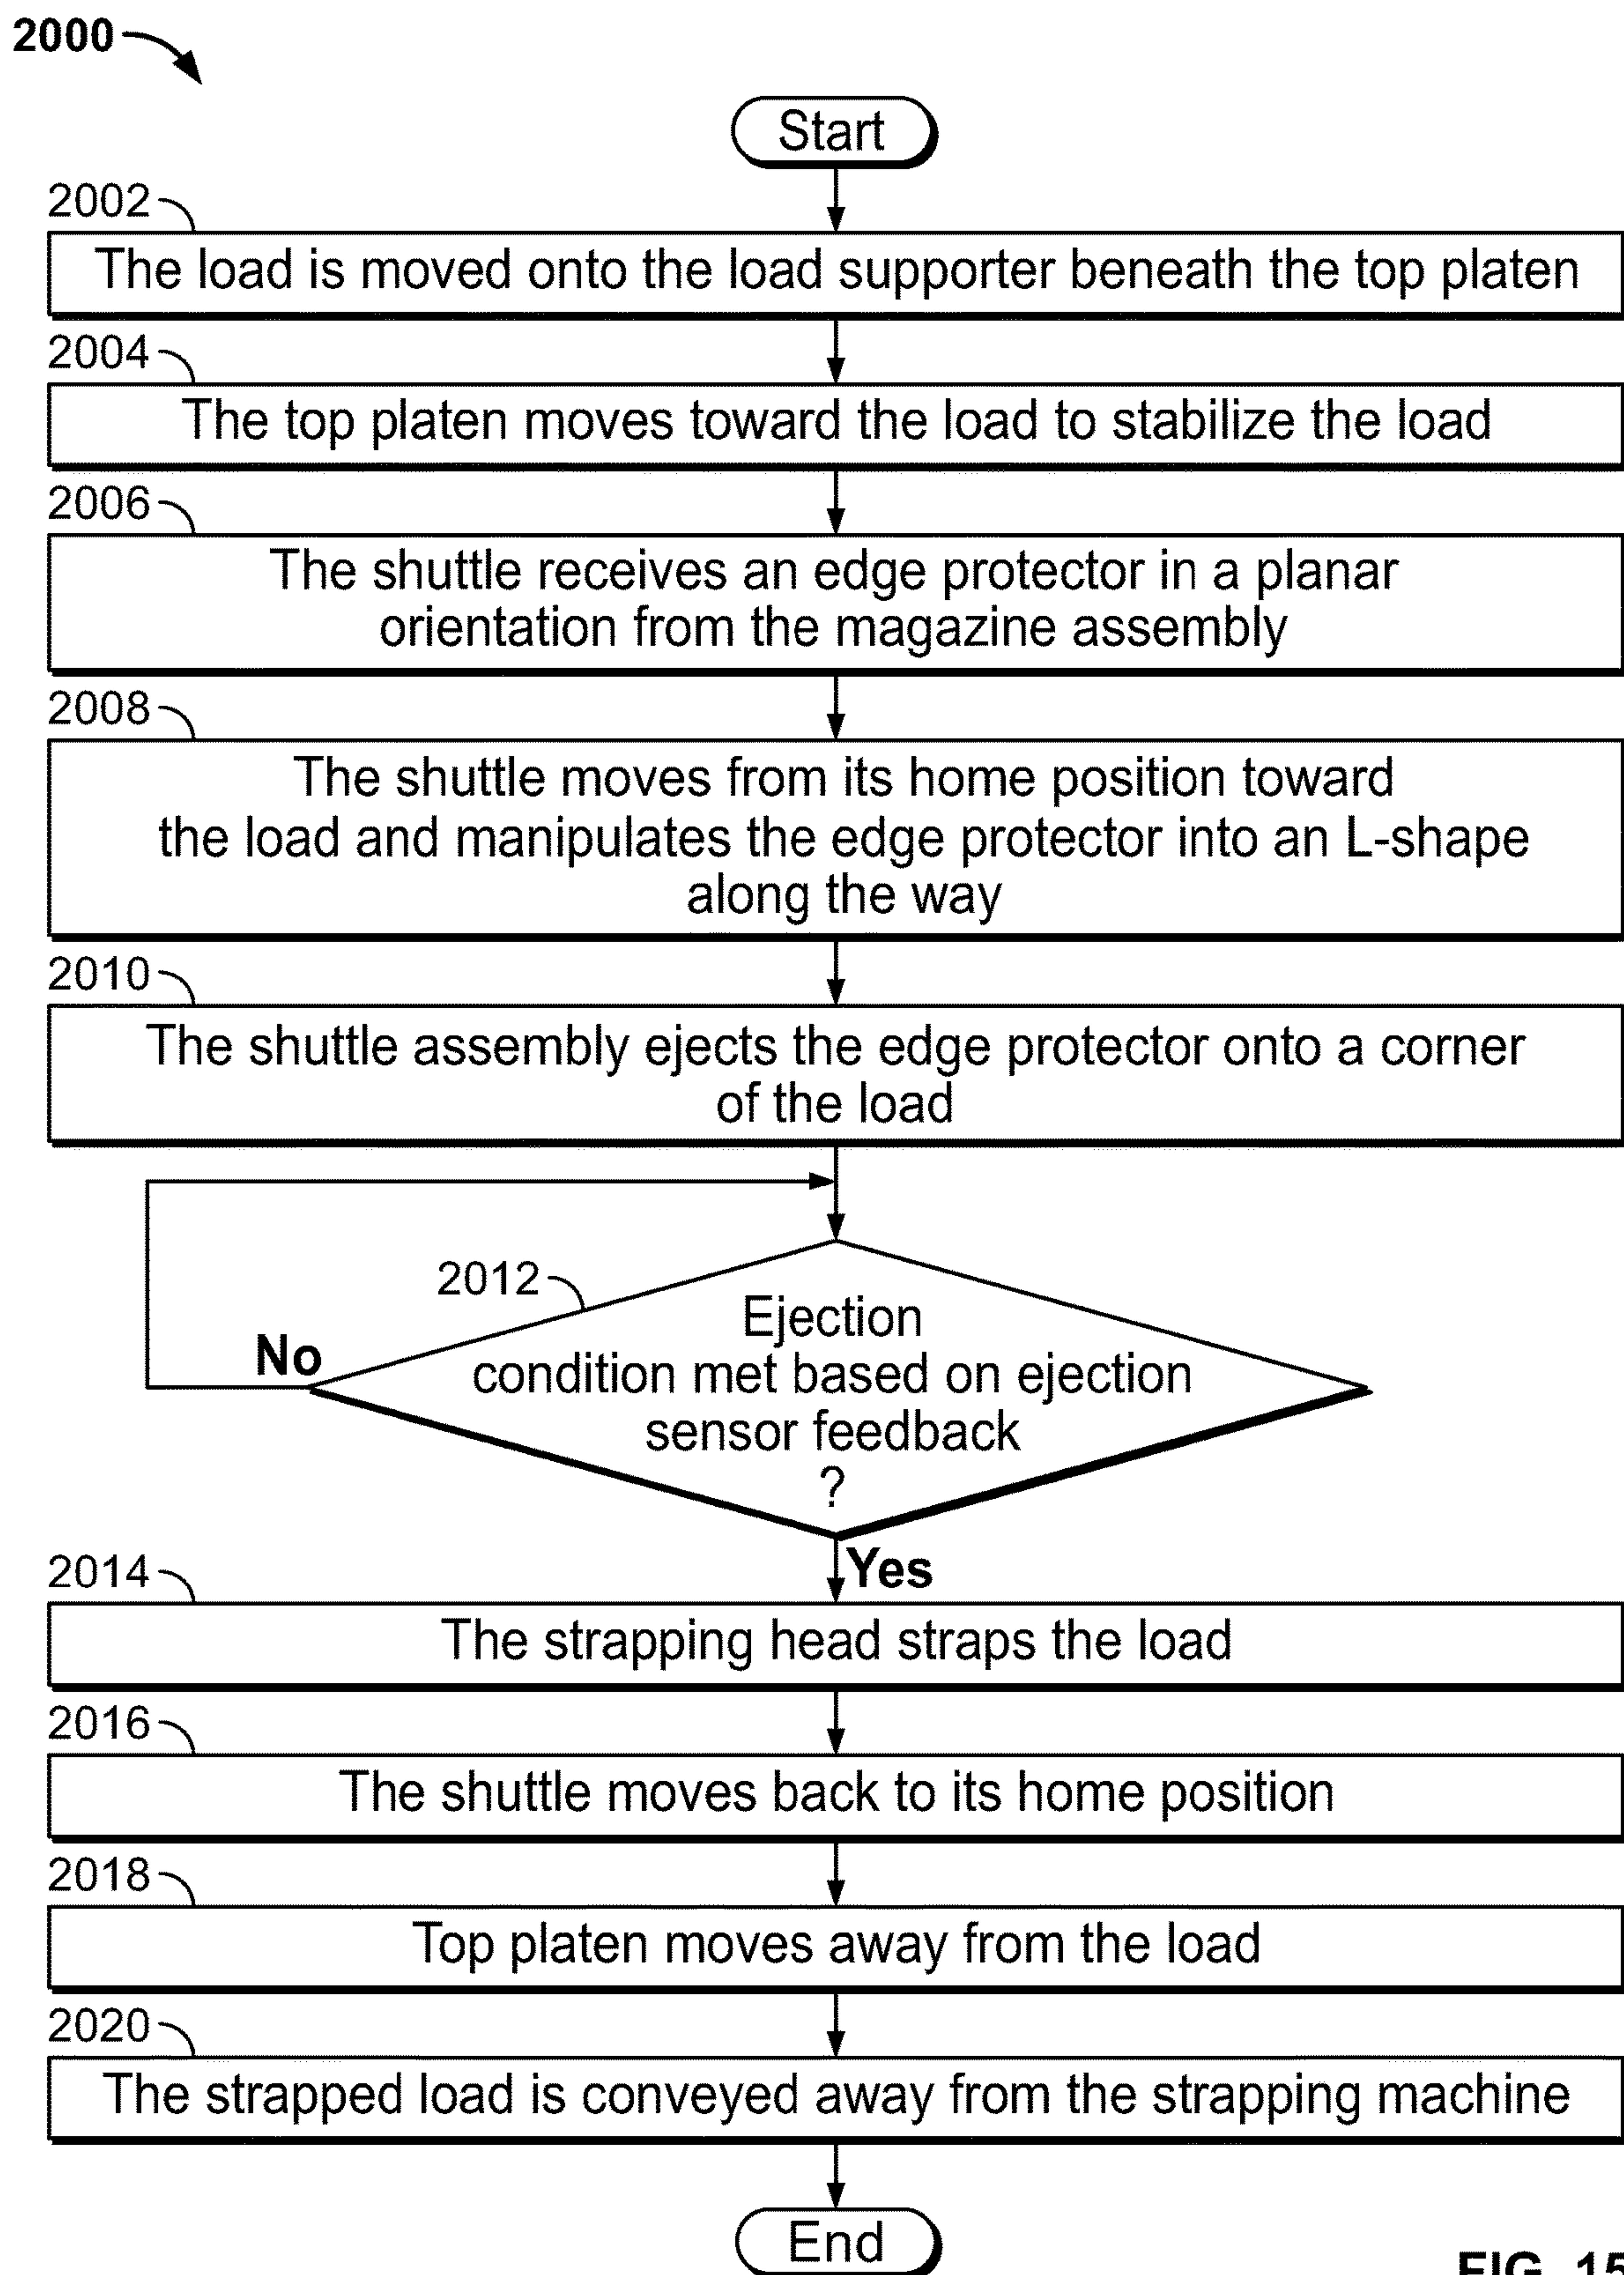 2000
Start
2002
The load is moved onto the load supporter beneath the top platen
2004
The top platen moves toward the load to stabilize the load
2006
The shuttle receives an edge protector in a planar
orientation from the magazine assembly
2008
The shuttle moves from its home position toward
the load and manipulates the edge protector into an L-shape
along the way
2010
The shuttle assembly ejects the edge protector onto a corner
of the load
2012
Ejection
No
condition met based on ejection
sensor feedback
?
Yes
2014
The strapping head straps the load
2016
The shuttle moves back to its home position
2018
Top platen moves away from the load
2020
The strapped load is conveyed away from the strapping machine
End
FIG. 15